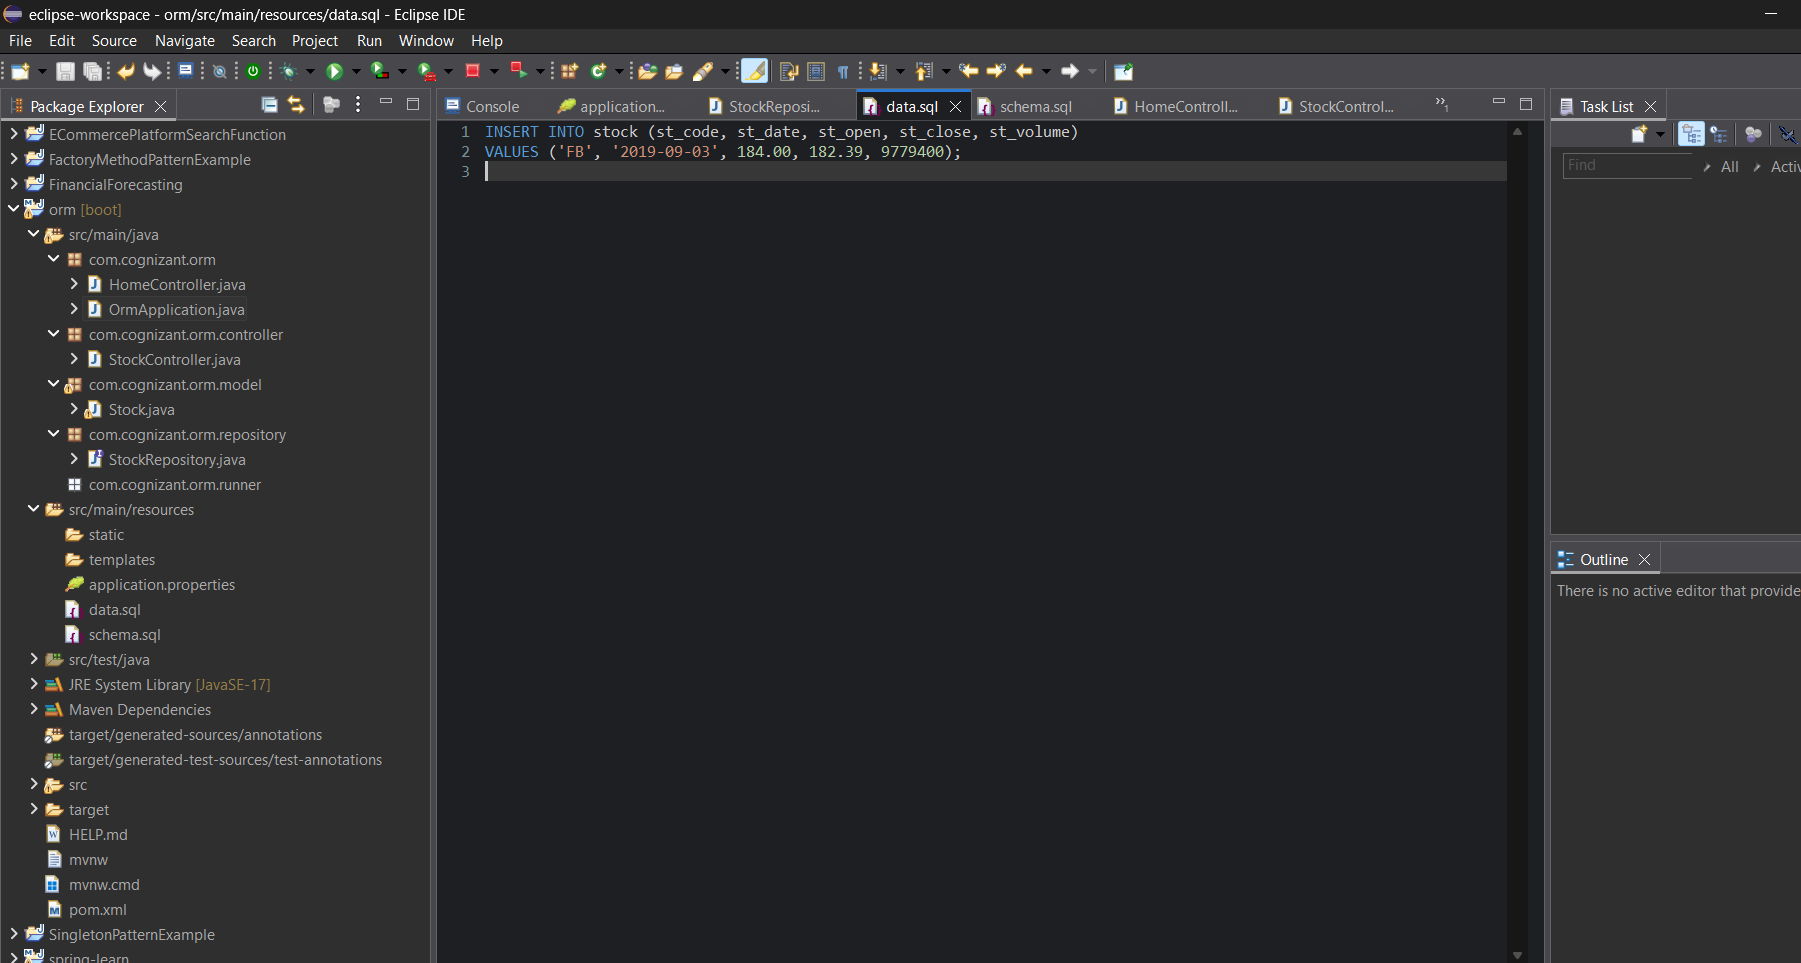 eclipse-workspace - orm/src/main/resources/data.sql - Eclipse IDE
File Edit Source Navigate Search Project Run Window Help
Package Explorer
ECommercePlatformSearchFunction
FactoryMethodPatternExample
FinancialForecasting
orm [boot]
src/main/java
com.cognizant.orm
HomeController.java
OrmApplication.java
com.cognizant.orm.controller
StockController.java
com.cognizant.orm.model
Stock.java
com.cognizant.orm.repository
StockRepository.java
com.cognizant.orm.runner
src/main/resources
static
templates
application.properties
data.sql
schema.sql
src/test/java
JRE System Library [JavaSE-17]
Maven Dependencies
target/generated-sources/annotations
target/generated-test-sources/test-annotations
src
target
HELP.md
mvnw
mvnw.cmd
pom.xml
SingletonPatternExample
spring-learn
Console application... StockReposi... data.sql schema.sql HomeControll... StockControl... »1
1 INSERT INTO stock (st_code, st_date, st_open, st_close, st_volume)
2 VALUES ('FB', '2019-09-03', 184.00, 182.39, 9779400);
3
Task List
Find All Activ
Outline
There is no active editor that provide